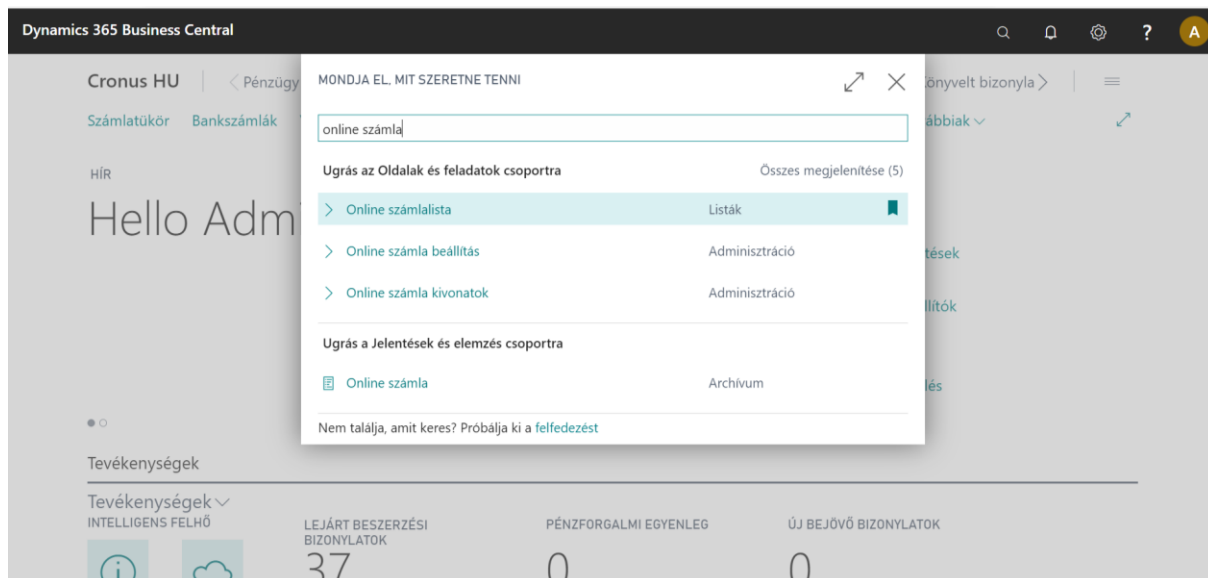 Dynamics 365 Business Central
?
A
Cronus HU
Pénzügy
Számlatükör Bankszámlák
HÍR
Hello Adm
MONDJA EL, MIT SZERETNE TENNI
online számla
Ugrás az Oldalak és feladatok csoportra Összes megjelenítése (5)
Online számlalista Listák
Online számla beállítás Adminisztráció
Online számla kivonatok Adminisztráció
Ugrás a Jelentések és elemzés csoportra
Online számla Archívum
Nem találja, amit keres? Próbálja ki a felfedezést
önyvelt bizonyla
ábbiak
tések
llítók
lés
Tevékenységek
Tevékenységek
INTELLIGENS FELHŐ
LEJÁRT BESZERZÉSI
BIZONYLATOK
37
PÉNZFORGALMI EGYENLEG
0
ÚJ BEJÖVŐ BIZONYLATOK
0